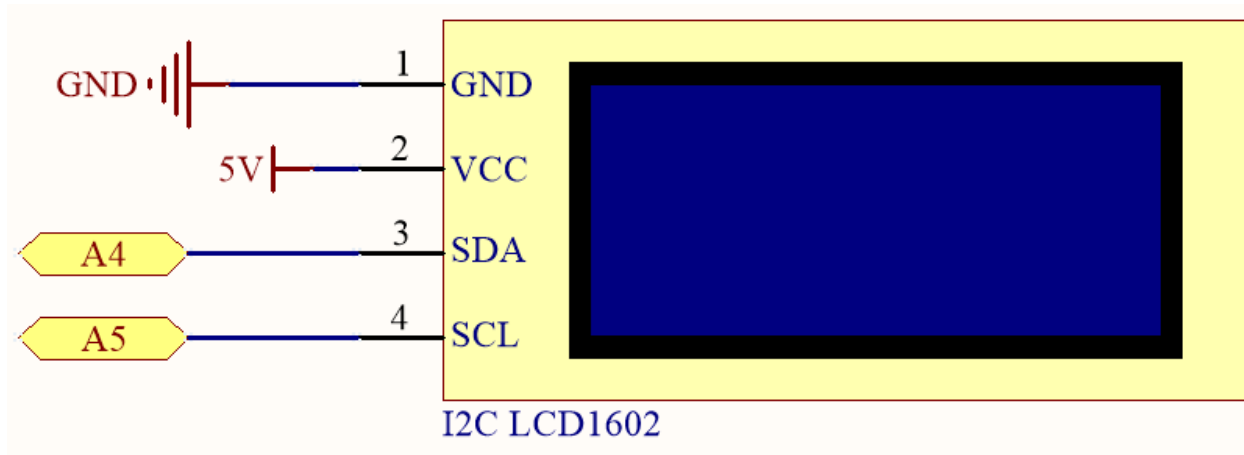 GND 1 GND
5V 2 VCC
A4 3 SDA
A5 4 SCL
I2C LCD1602